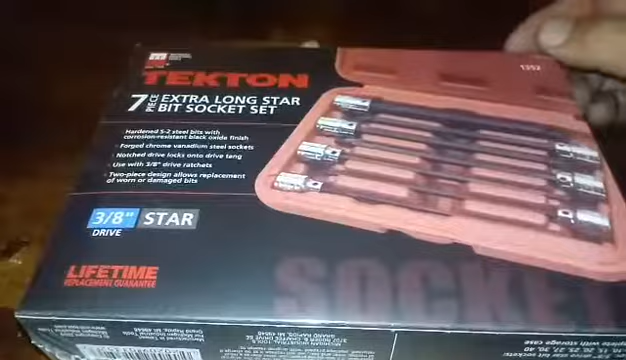 1352
TEKTON
7 PIECE EXTRA LONG STAR
BIT SOCKET SET
Hardened S-2 steel bits with
corrosion-resistant black oxide finish
Forged chrome vanadium steel sockets
Notched drive locks onto drive tang
Use with 3/8" drive ratchets
Two-piece design allows replacement
of worn or damaged bits
3/8" STAR
DRIVE
LIFETIME
REPLACEMENT GUARANTEE
SOCKE